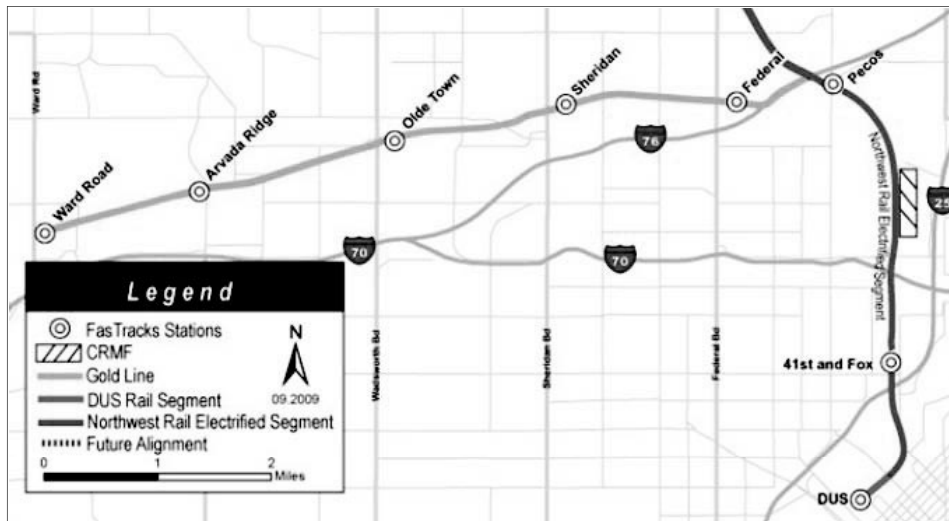 Ward Rd
Ward Road
Arvada Ridge
Olde Town
Sheridan
Federal
Pecos
76
70
70
25
Northwest Rail Electrified Segment
Wadsworth Bd
Sheridan Bd
Federal Bd
41st and Fox
DUS
Legend
FasTracks Stations
CRMF
Gold Line
DUS Rail Segment
Northwest Rail Electrified Segment
Future Alignment
N
09.2009
0 1 2
Miles